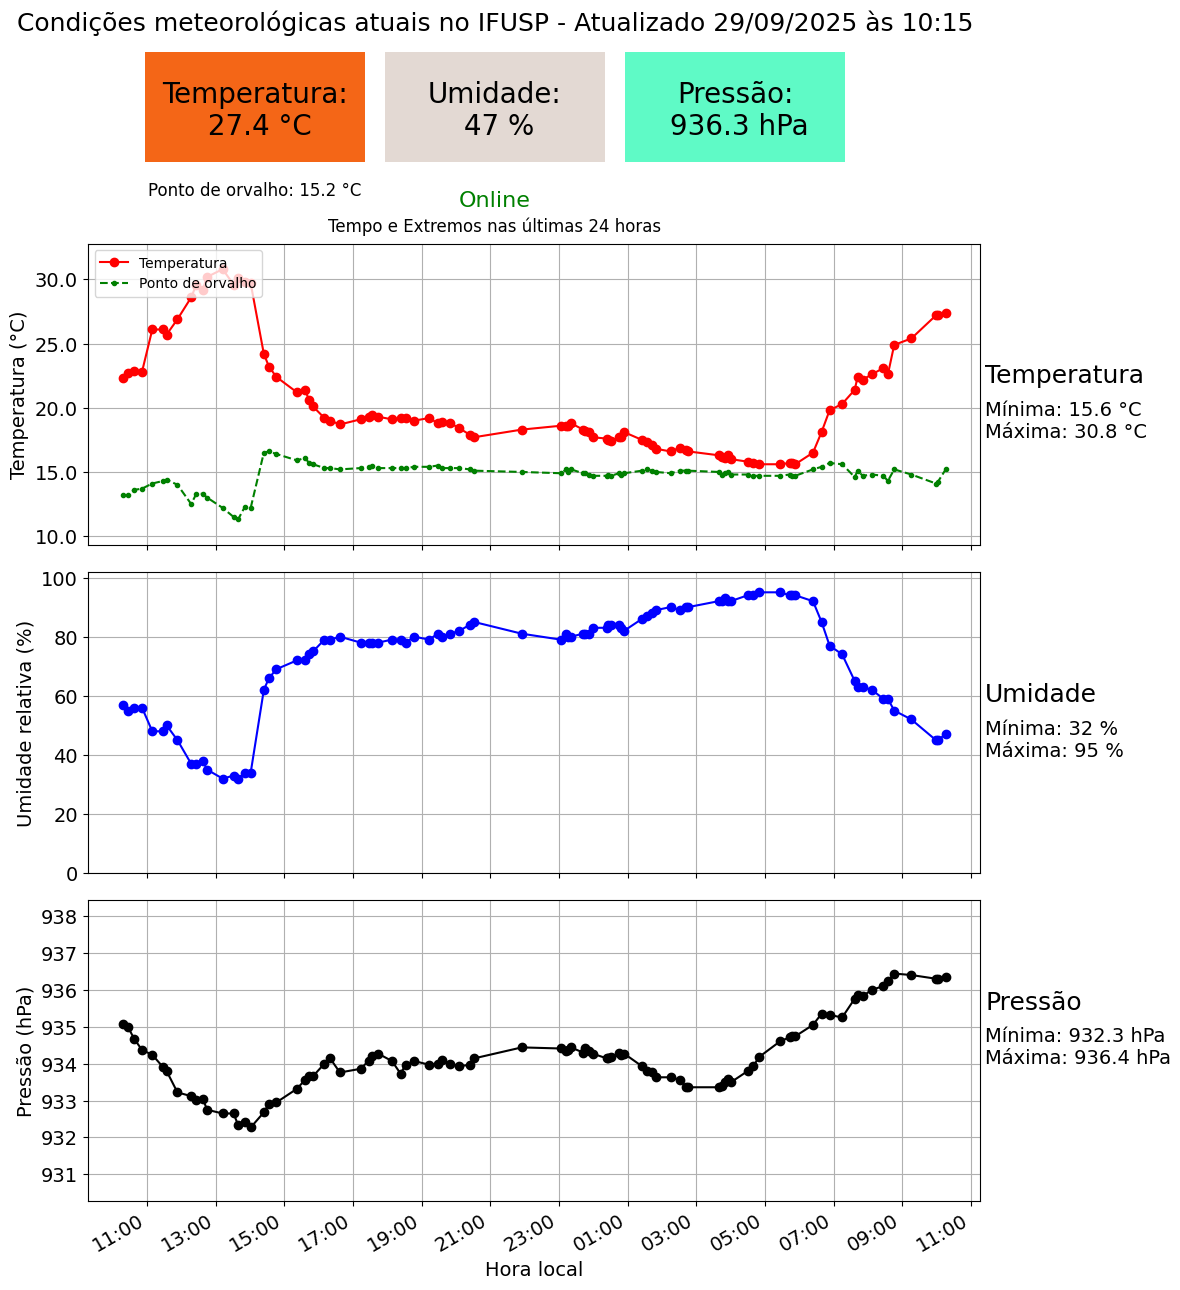 Condições meteorológicas atuais no IFUSP - Atualizado 29/09/2025 às 10:15
Temperatura:
27.4 °C
Umidade:
47 %
Pressão:
936.3 hPa
Ponto de orvalho: 15.2 °C
Online
Tempo e Extremos nas últimas 24 horas
Temperatura (°C)
30.0
25.0
20.0
15.0
10.0
Temperatura
Ponto de orvalho
Temperatura
Mínima: 15.6 °C
Máxima: 30.8 °C
Umidade relativa (%)
100
80
60
40
20
0
Umidade
Mínima: 32 %
Máxima: 95 %
Pressão (hPa)
938
937
936
935
934
933
932
931
Pressão
Mínima: 932.3 hPa
Máxima: 936.4 hPa
11:00 13:00 15:00 17:00 19:00 21:00 23:00 01:00 03:00 05:00 07:00 09:00 11:00
Hora local